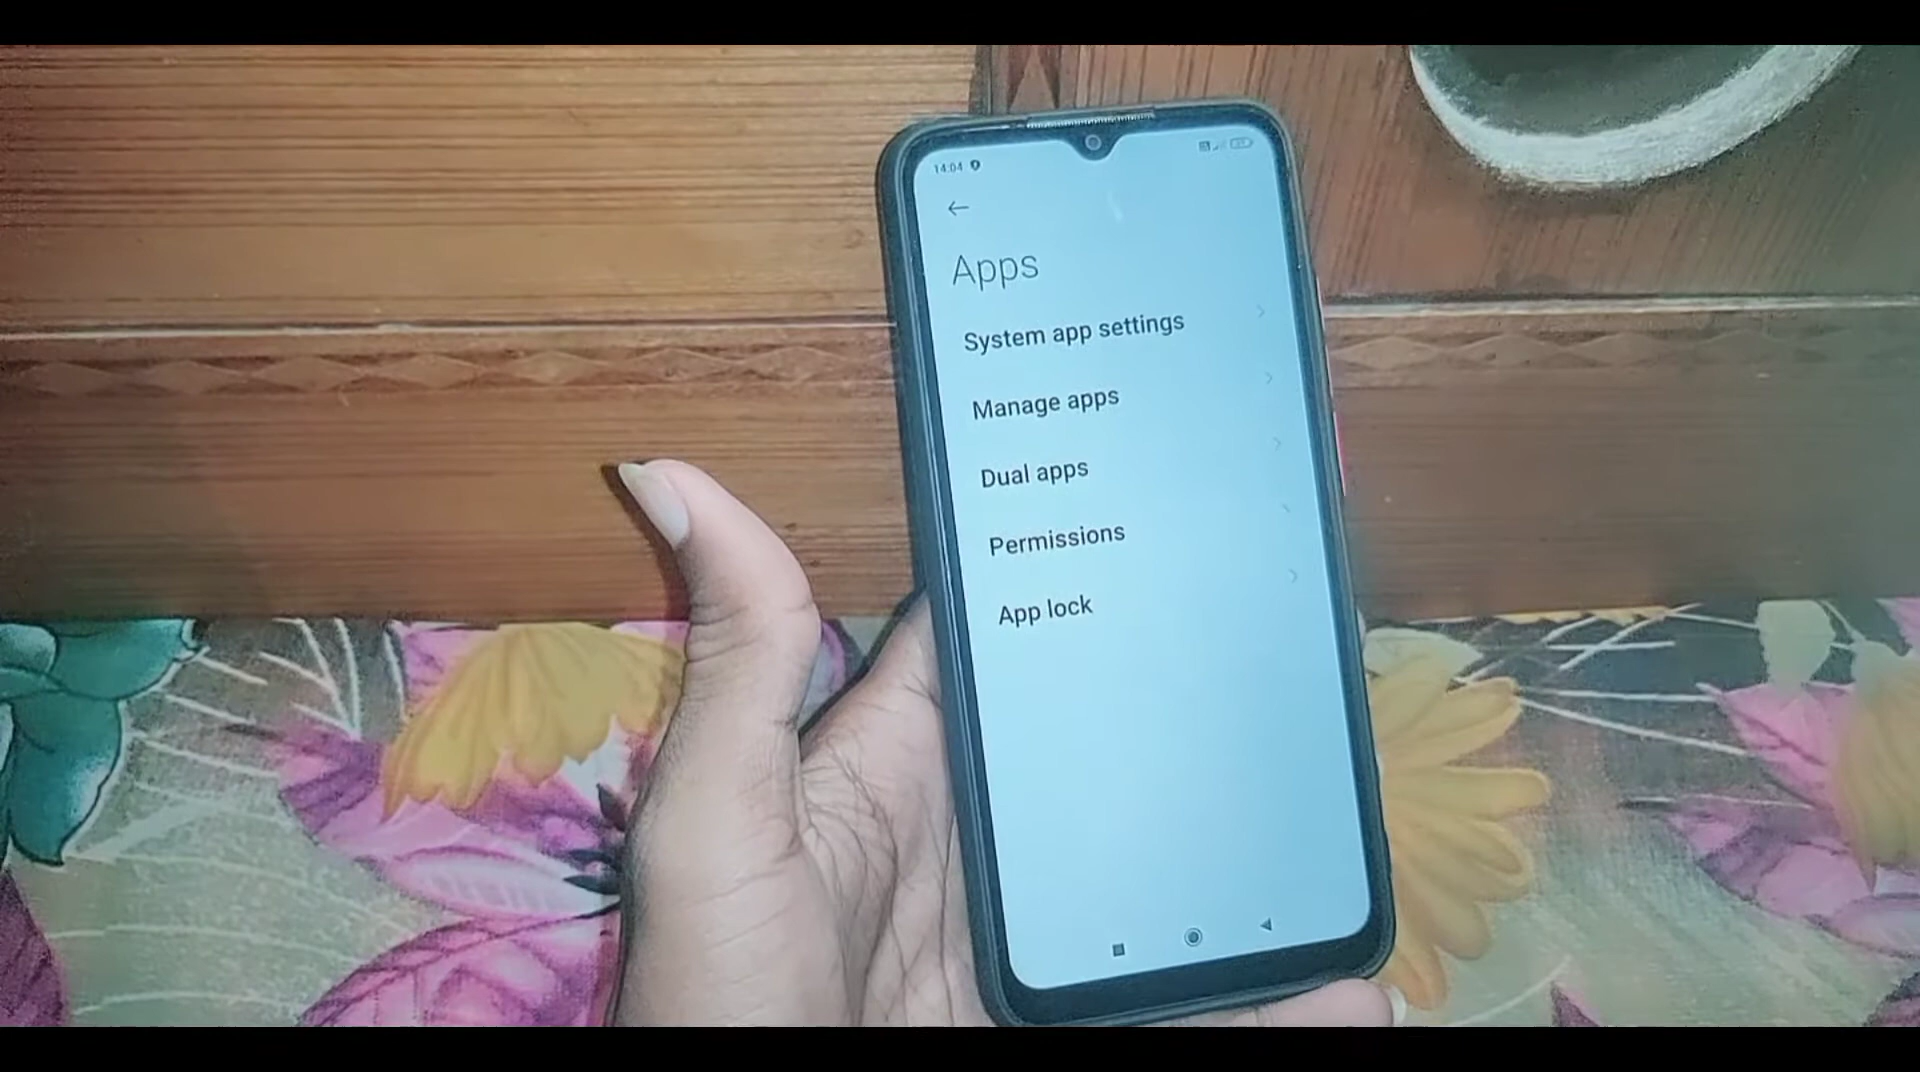 14:04
Apps
System app settings
Manage apps
Dual apps
Permissions
App lock